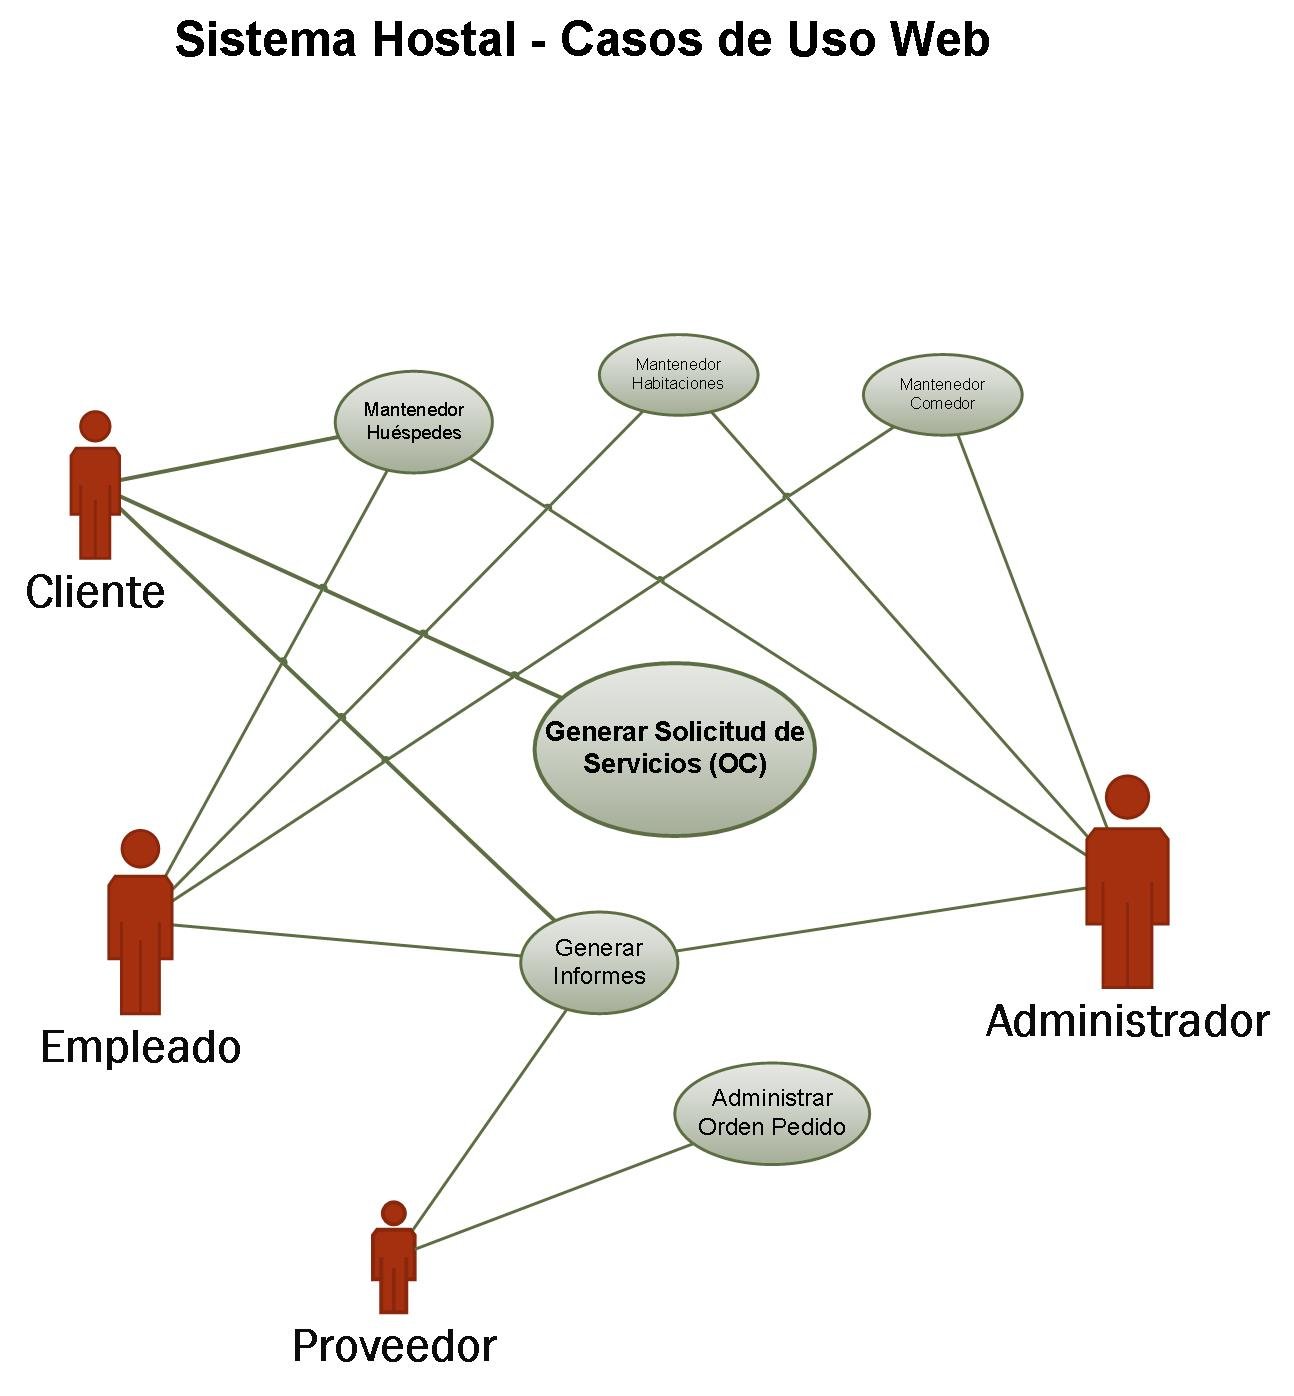 Sistema Hostal - Casos de Uso Web
Mantenedor
Habitaciones
Mantenedor
Comedor
Mantenedor
Huéspedes
Cliente
Generar Solicitud de
Servicios (OC)
Generar
Informes
Administrador
Empleado
Administrar
Orden Pedido
Proveedor